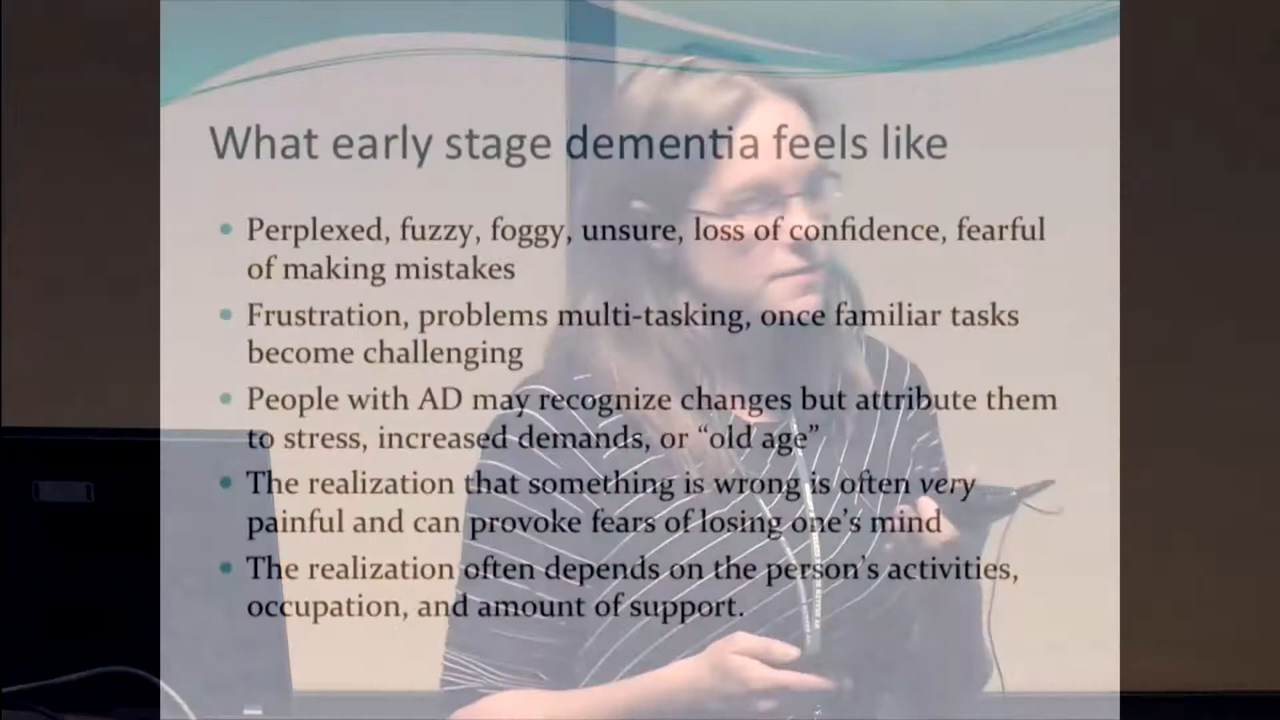 What early stage dementia feels like
Perplexed, fuzzy, foggy, unsure, loss of confidence, fearful
of making mistakes
Frustration, problems multi-tasking, once familiar tasks
become challenging
People with AD may recognize changes but attribute them
to stress, increased demands, or “old age”
The realization that something is wrong is often very
painful and can provoke fears of losing one’s mind
The realization often depends on the person’s activities,
occupation, and amount of support.